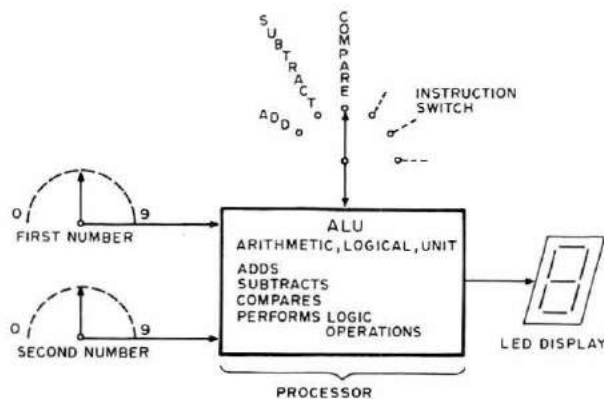 SUBTRACT
COMPARE
ADD
INSTRUCTION
SWITCH
0 9
FIRST NUMBER
ALU
ARITHMETIC, LOGICAL, UNIT
ADDS
SUBTRACTS
COMPARES
PERFORMS LOGIC
OPERATIONS
0 9
SECOND NUMBER
LED DISPLAY
PROCESSOR